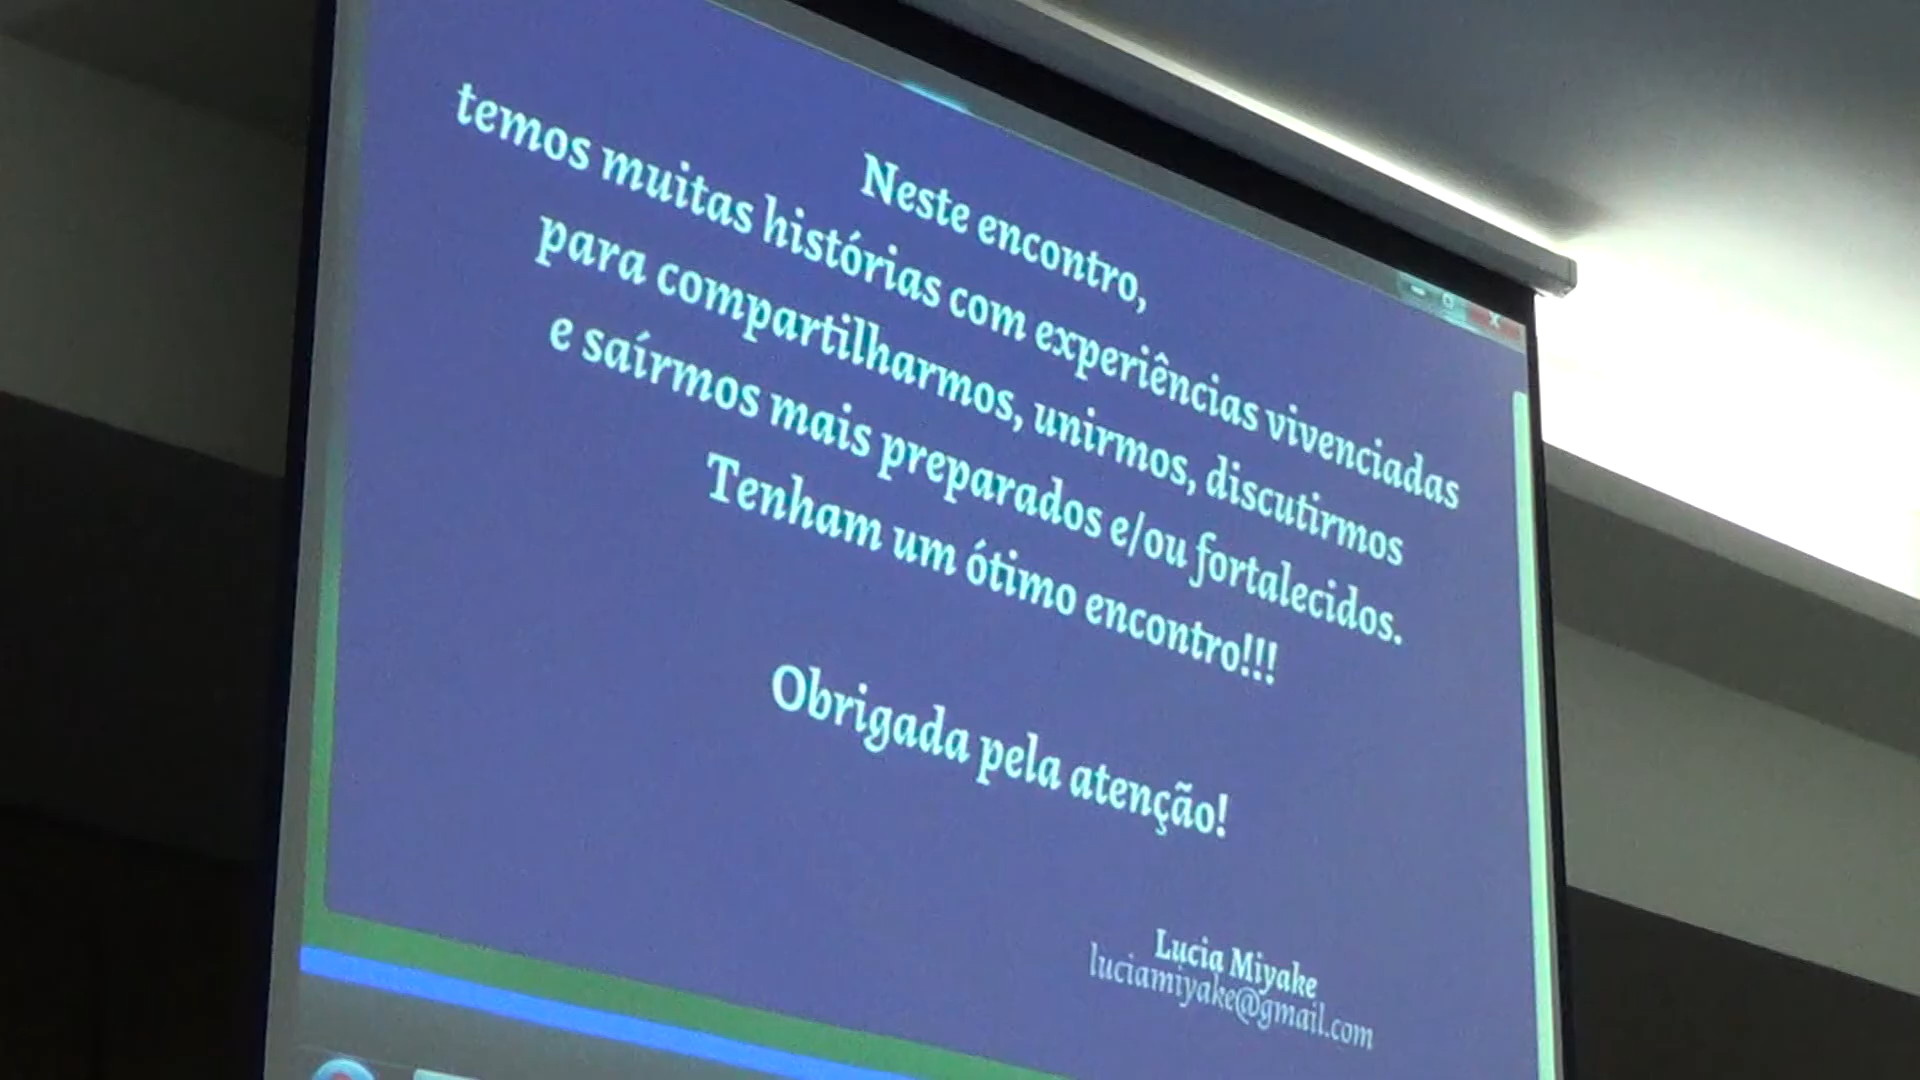 Neste encontro,
temos muitas histórias com experiências vivenciadas
para compartilharmos, unirmos, discutirmos
e saírmos mais preparados e/ou fortalecidos.
Tenham um ótimo encontro!!!
Obrigada pela atenção!
Lucia Miyake
luciamiyake@gmail.com